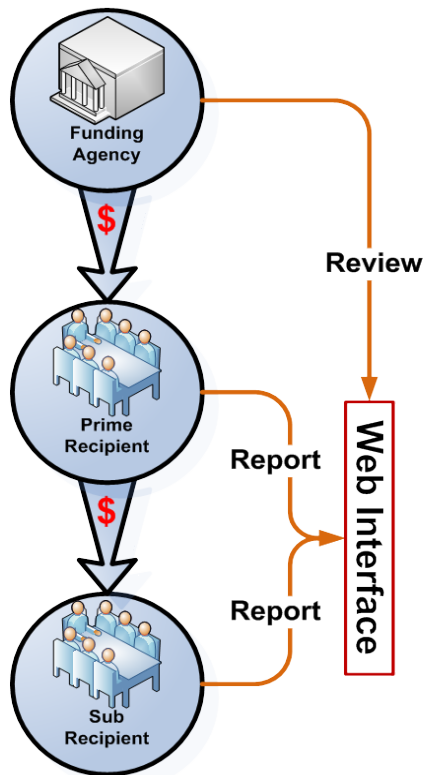 Funding
Agency
$
Review
Prime
Recipient
Report
$
Report
Sub
Recipient
Web Interface